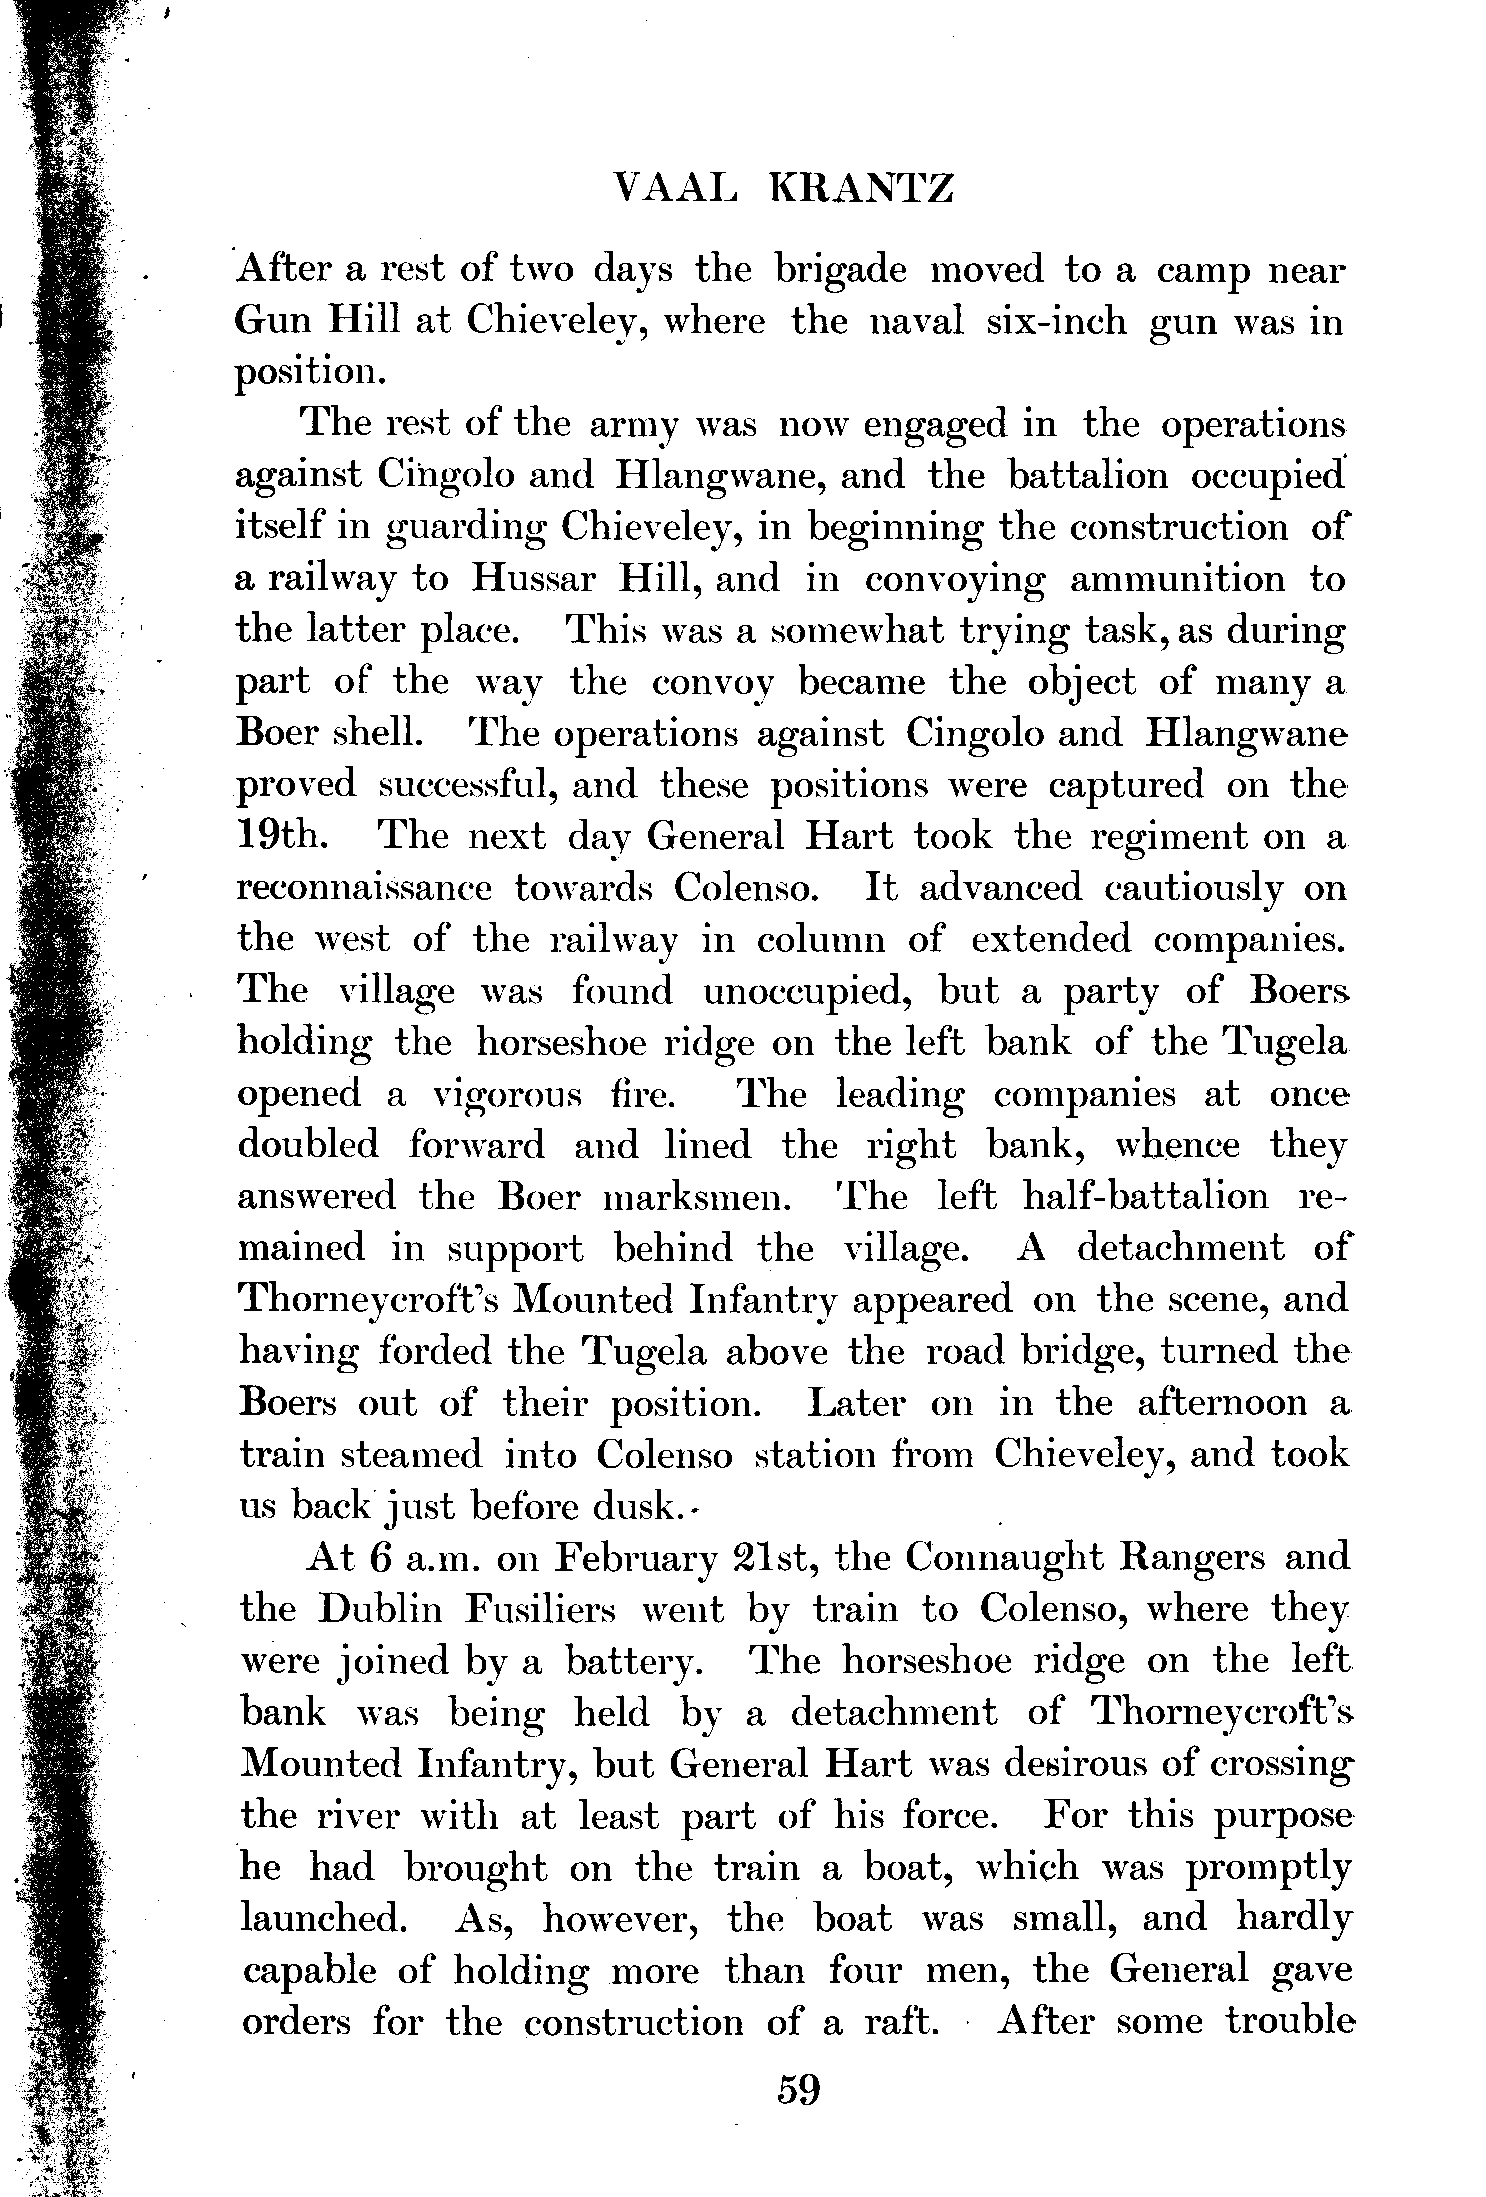 VAAL KRANTZ
After a rest of two days the brigade moved to a camp near
Gun Hill at Chieveley, where the naval six-inch gun was in
position.
The rest of the army was now engaged in the operations
against Cingolo and Hlangwane, and the battalion occupied
itself in guarding Chieveley, in beginning the construction of
a railway to Hussar Hill, and in convoying ammunition to
the latter place. This was a somewhat trying task, as during
part of the way the convoy became the object of many a
Boer shell. The operations against Cingolo and Hlangwane
proved successful, and these positions were captured on the
19th. The next day General Hart took the regiment on a
reconnaissance towards Colenso. It advanced cautiously on
the west of the railway in column of extended companies.
The village was found unoccupied, but a party of Boers
holding the horseshoe ridge on the left bank of the Tugela
opened a vigorous fire. The leading companies at once
doubled forward and lined the right bank, whence they
answered the Boer marksmen. The left half-battalion re-
mained in support behind the village. A detachment of
Thorneycroft's Mounted Infantry appeared on the scene, and
having forded the Tugela above the road bridge, turned the
Boers out of their position. Later on in the afternoon a
train steamed into Colenso station from Chieveley, and took
us back just before dusk.
At 6 a.m. on February 21st, the Connaught Rangers and
the Dublin Fusiliers went by train to Colenso, where they
were joined by a battery. The horseshoe ridge on the left
bank was being held by a detachment of Thorneycroft's
Mounted Infantry, but General Hart was desirous of crossing
the river with at least part of his force. For this purpose
he had brought on the train a boat, which was promptly
launched. As, however, the boat was small, and hardly
capable of holding more than four men, the General gave
orders for the construction of a raft. After some trouble
59